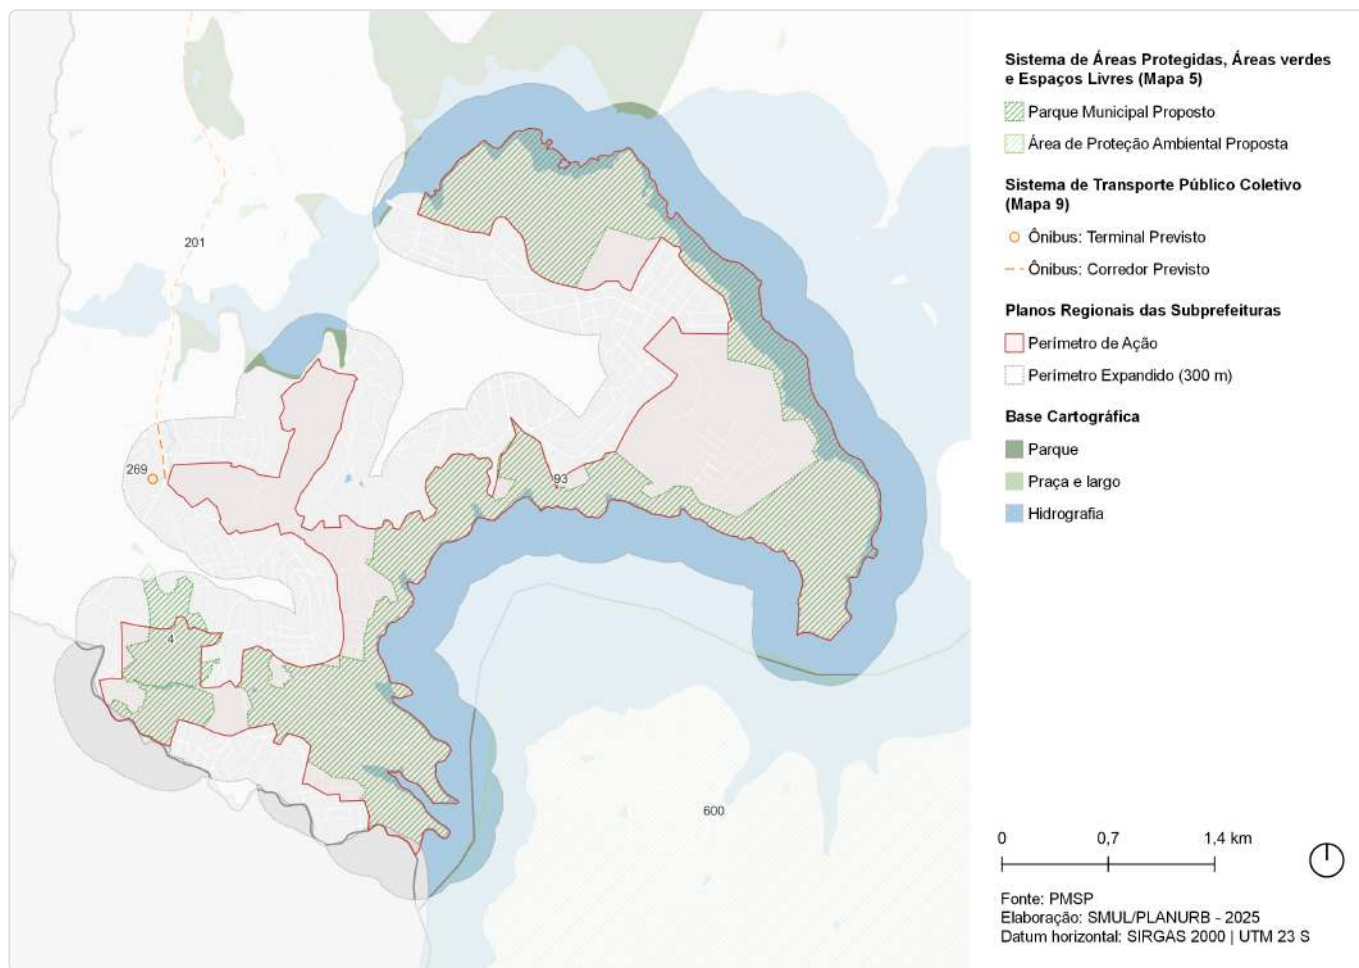 Sistema de Áreas Protegidas, Áreas verdes
e Espaços Livres (Mapa 5)
Parque Municipal Proposto
Área de Proteção Ambiental Proposta
Sistema de Transporte Público Coletivo
(Mapa 9)
Ônibus: Terminal Previsto
Ônibus: Corredor Previsto
Planos Regionais das Subprefeituras
Perímetro de Ação
Perímetro Expandido (300 m)
Base Cartográfica
Parque
Praça e largo
Hidrografia
201
269
93
4
600
0 0,7 1,4 km
Fonte: PMSP
Elaboração: SMUL/PLANURB - 2025
Datum horizontal: SIRGAS 2000 | UTM 23 S